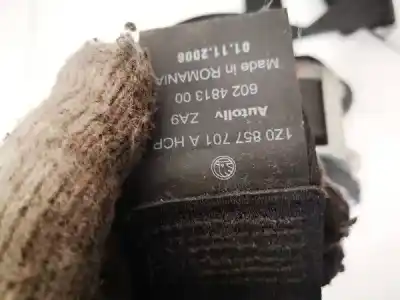 1Z0 857 701 A HCP
Autoliv ZA9
602 4813 00
Made in ROMANIA
01.11.2006